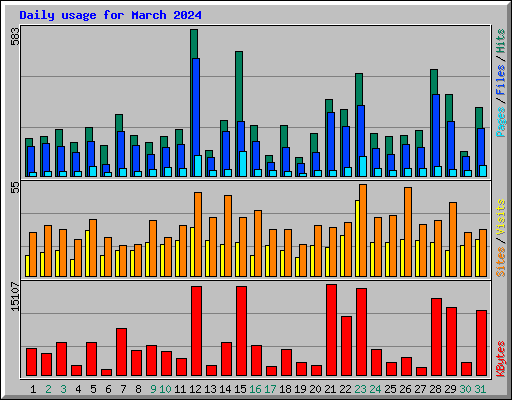 Daily usage for March 2024
583
55
15107
Pages / Files / Hits
Sites / Visits
KBytes
1 2 3 4 5 6 7 8 9 10 11 12 13 14 15 16 17 18 19 20 21 22 23 24 25 26 27 28 29 30 31